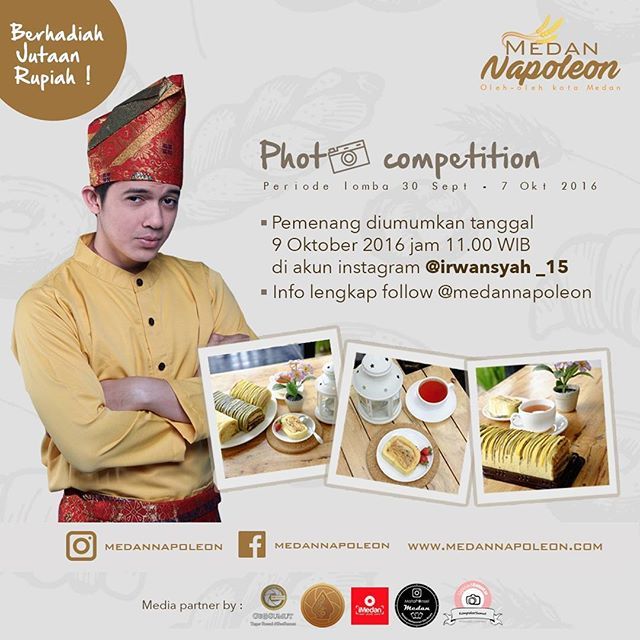 Berhadiah
Jutaan
Rupiah !
MEDAN
Napoleon
Oleh-oleh kota Medan
Phot competition
Periode lomba 30 Sept - 7 Okt 2016
Pemenang diumumkan tanggal
9 Oktober 2016 jam 11.00 WIB
di akun instagram @irwansyah _15
Info lengkap follow @medannapoleon
MEDANNAPOLEON
MEDANNAPOLEON
WWW.MEDANNAPOLEON.COM
Media partner by :
iMedan
Medan